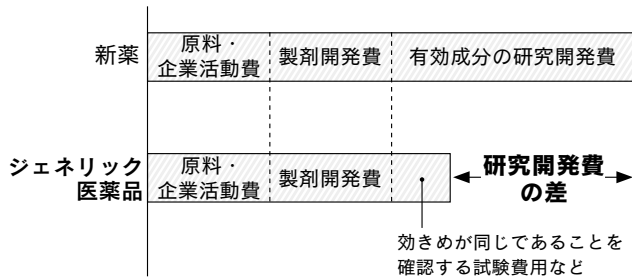 新薬
原料・
企業活動費
製剤開発費
有効成分の研究開発費
ジェネリック
医薬品
原料・
企業活動費
製剤開発費
研究開発費
の差
効きめが同じであることを
確認する試験費用など